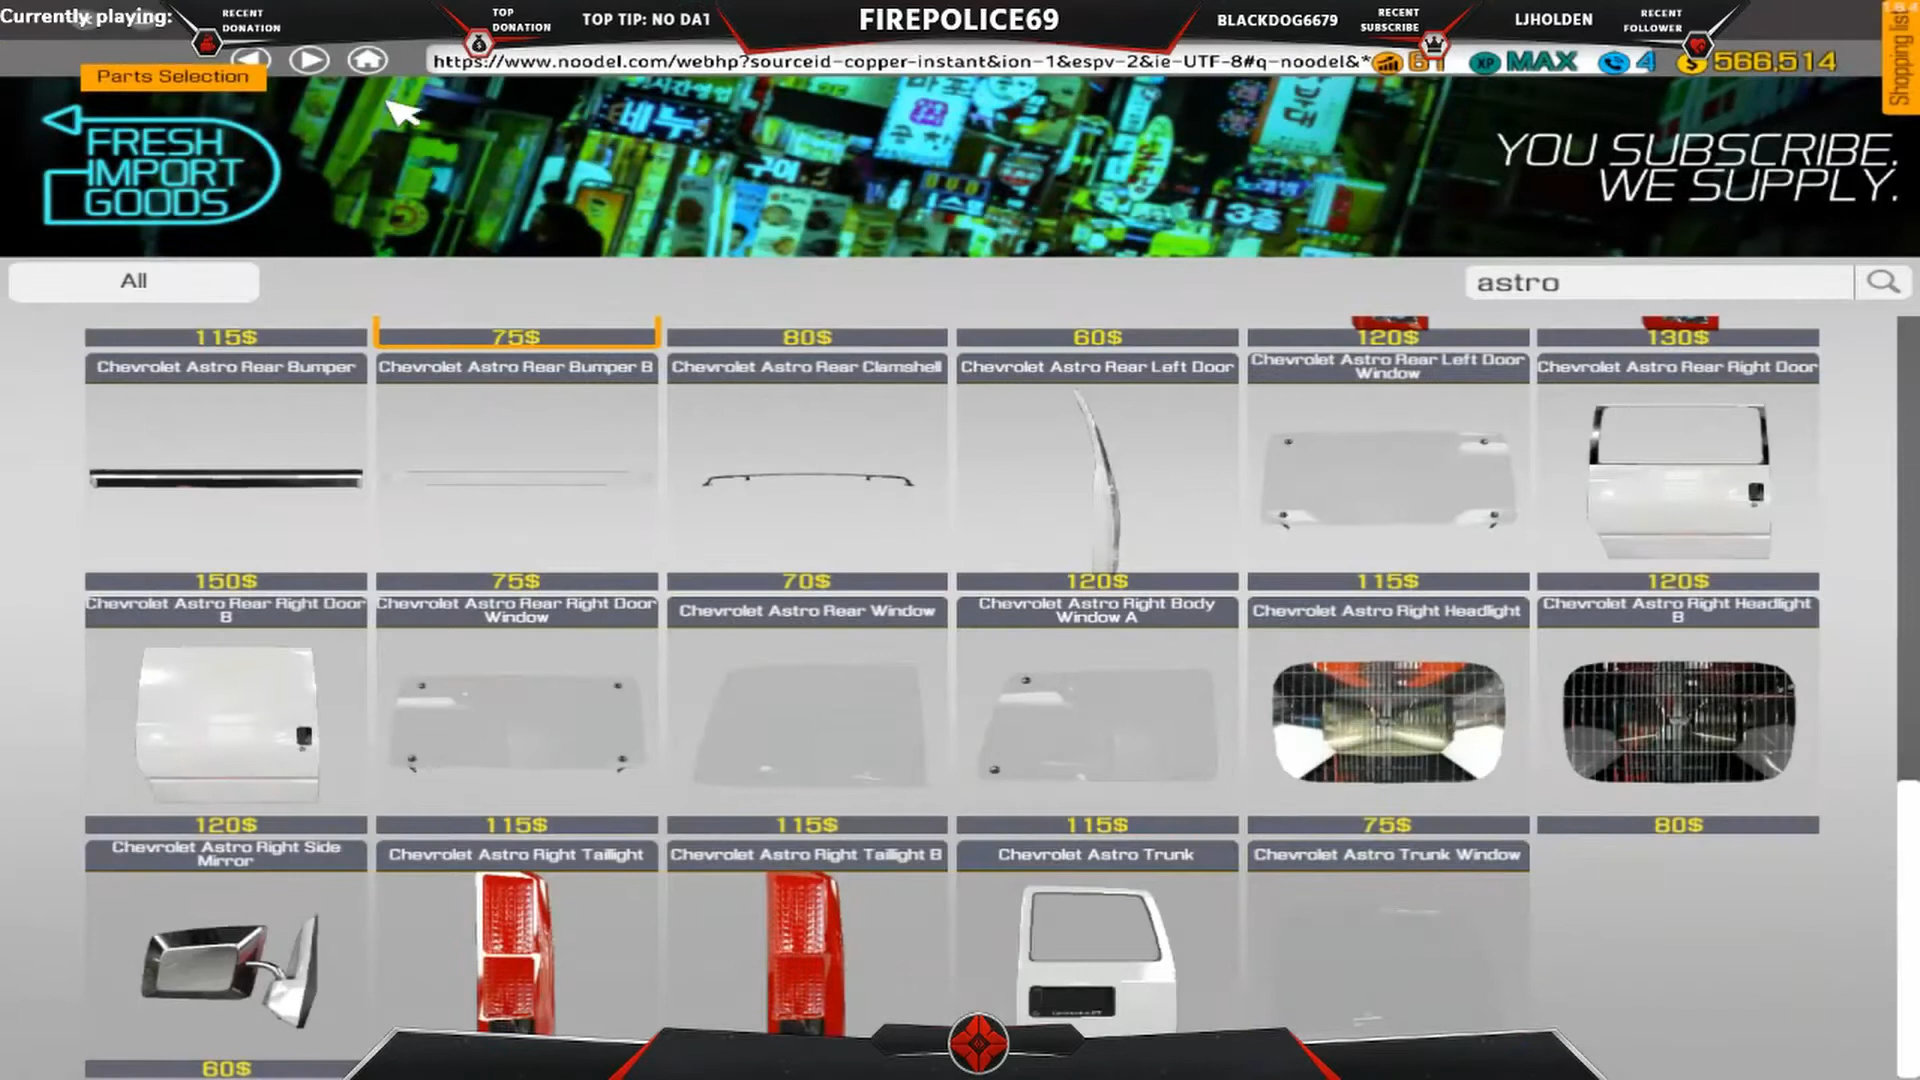 Currently playing:
RECENT
DONATION
TOP
DONATION
TOP TIP: NO DAT
FIREPOLICE69
BLACKDOG6679
RECENT
SUBSCRIBE
LJHOLDEN
RECENT
FOLLOWER
https://www.noodel.com/webhp?sourceid-copper-instant&ion-1&espv-2&ie-UTF-8#q-noodel&*
XP MAX
4
$ 566,514
Shopping list
Parts Selection
FRESH
IMPORT
GOODS
YOU SUBSCRIBE.
WE SUPPLY.
All
astro
115$
75$
80$
60$
120$
130$
Chevrolet Astro Rear Bumper
Chevrolet Astro Rear Bumper B
Chevrolet Astro Rear Clamshell
Chevrolet Astro Rear Left Door
Chevrolet Astro Rear Left Door
Window
Chevrolet Astro Rear Right Door
150$
75$
70$
120$
115$
120$
Chevrolet Astro Rear Right Door
B
Chevrolet Astro Rear Right Door
Window
Chevrolet Astro Rear Window
Chevrolet Astro Right Body
Window A
Chevrolet Astro Right Headlight
Chevrolet Astro Right Headlight
B
120$
115$
115$
115$
75$
80$
Chevrolet Astro Right Side
Mirror
Chevrolet Astro Right Taillight
Chevrolet Astro Right Taillight B
Chevrolet Astro Trunk
Chevrolet Astro Trunk Window
60$